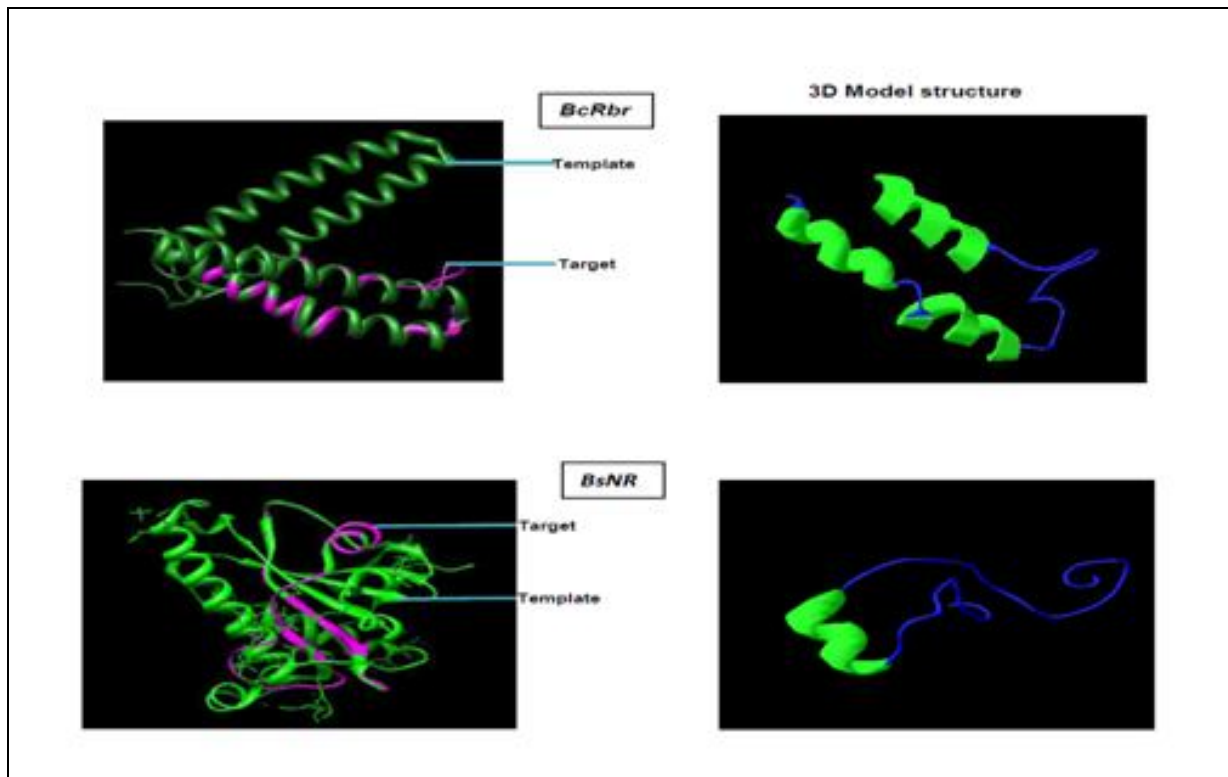 3D Model structure
BcRbr
Template
Target
BsNR
Target
Template